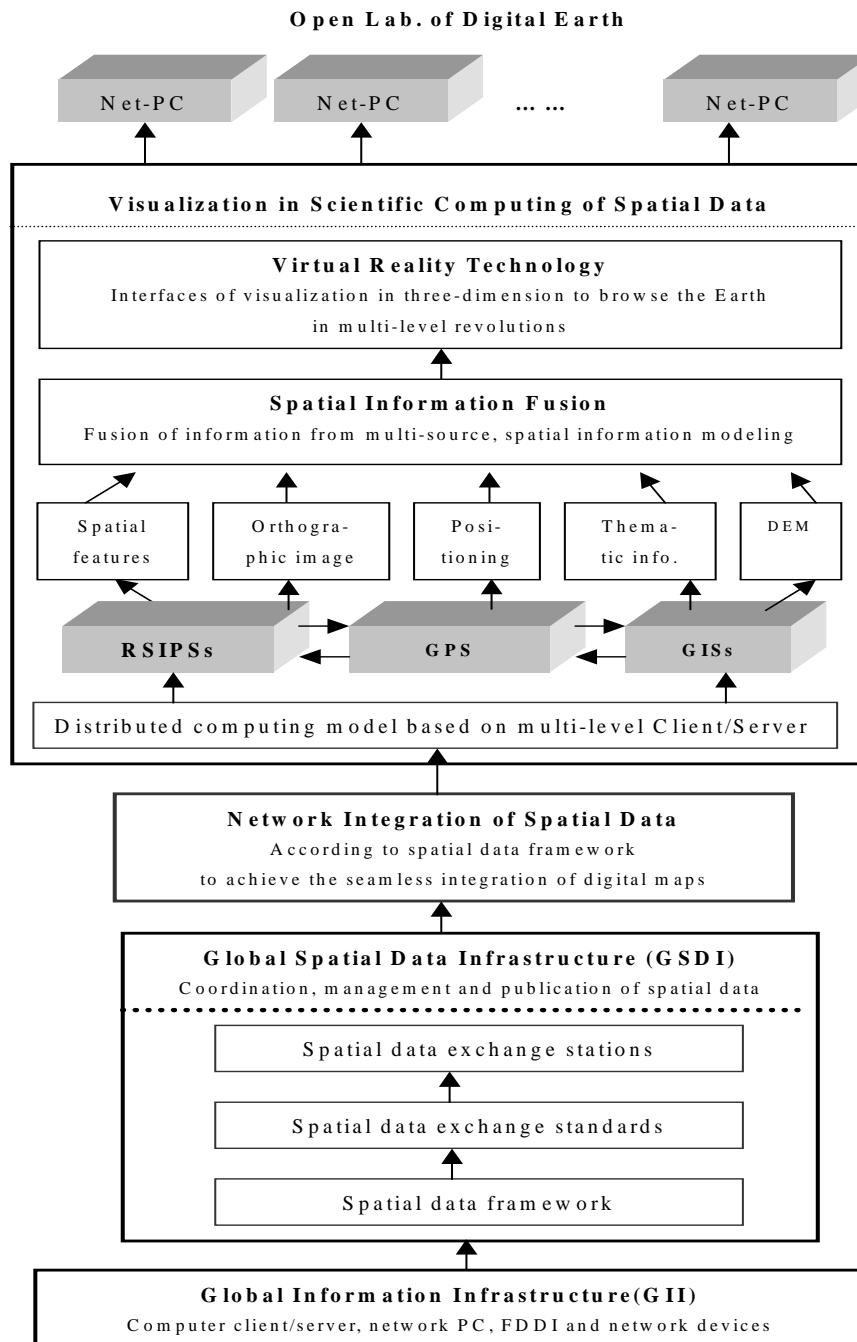 Open Lab. of Digital Earth
Net-PC
Net-PC
... ...
Net-PC
Visualization in Scientific Computing of Spatial Data
Virtual Reality Technology
Interfaces of visualization in three-dimension to browse the Earth
in multi-level revolutions
Spatial Information Fusion
Fusion of information from multi-source, spatial information modeling
Spatial
features
Orthogra-
phic image
Posi-
tioning
Thema-
tic info.
DEM
RSIPSs
GPS
GISs
Distributed computing model based on multi-level Client/Server
Network Integration of Spatial Data
According to spatial data framework
to achieve the seamless integration of digital maps
Global Spatial Data Infrastructure (GSDI)
Coordination, management and publication of spatial data
Spatial data exchange stations
Spatial data exchange standards
Spatial data framework
Global Information Infrastructure(GII)
Computer client/server, network PC, FDDI and network devices